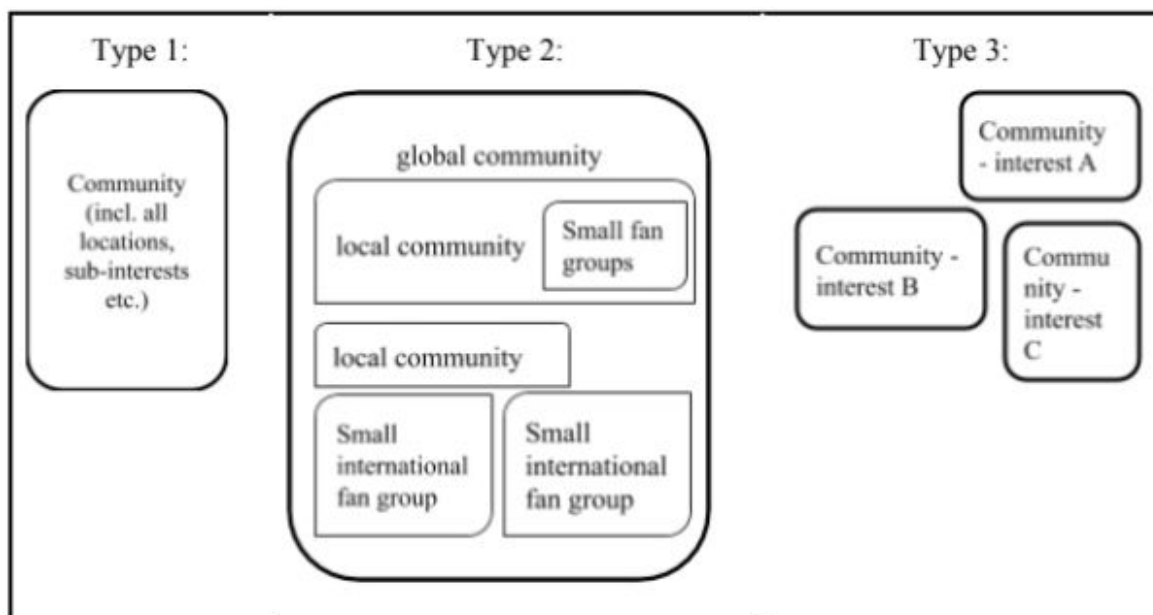 Type 1:
Community
(incl. all
locations,
sub-interests
etc.)
Type 2:
global community
local community
Small fan
groups
local community
Small
international
fan group
Small
international
fan group
Type 3:
Community
- interest A
Community -
interest B
Commu
nity -
interest
C